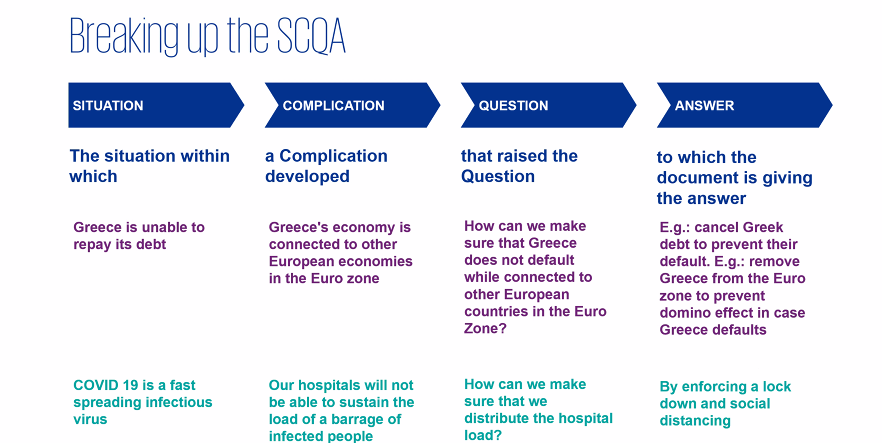 Breaking up the SCQA
SITUATION
COMPLICATION
QUESTION
ANSWER
The situation within
which
a Complication
developed
that raised the
Question
to which the
document is giving
the answer
Greece is unable to
repay its debt
Greece's economy is
connected to other
European economies
in the Euro zone
How can we make
sure that Greece
does not default
while connected to
other European
countries in the Euro
Zone?
E.g.: cancel Greek
debt to prevent their
default. E.g.: remove
Greece from the Euro
zone to prevent
domino effect in case
Greece defaults
COVID 19 is a fast
spreading infectious
virus
Our hospitals will not
be able to sustain the
load of a barrage of
infected people
How can we make
sure that we
distribute the hospital
load?
By enforcing a lock
down and social
distancing